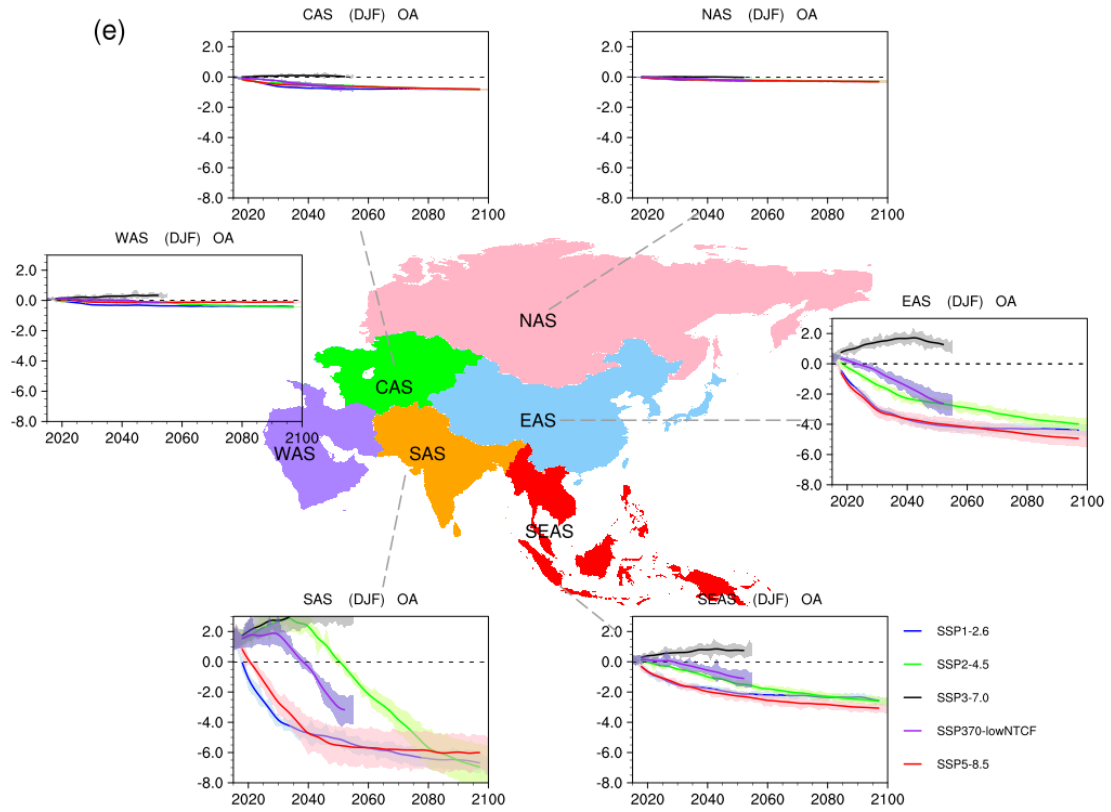 (e)
CAS (DJF) OA
2.0
0.0
-2.0
-4.0
-6.0
-8.0
2020 2040 2060 2080 2100
NAS (DJF) OA
2.0
0.0
-2.0
-4.0
-6.0
-8.0
2020 2040 2060 2080 2100
WAS (DJF) OA
2.0
0.0
-2.0
-4.0
-6.0
-8.0
2020 2040 2060 2080 2100
EAS (DJF) OA
2.0
0.0
-2.0
-4.0
-6.0
-8.0
2020 2040 2060 2080 2100
NAS
CAS
EAS
WAS
SAS
SEAS
SAS (DJF) OA
2.0
0.0
-2.0
-4.0
-6.0
-8.0
2020 2040 2060 2080 2100
SEAS (DJF) OA
2.0
0.0
-2.0
-4.0
-6.0
-8.0
2020 2040 2060 2080 2100
SSP1-2.6
SSP2-4.5
SSP3-7.0
SSP370-lowNTCF
SSP5-8.5